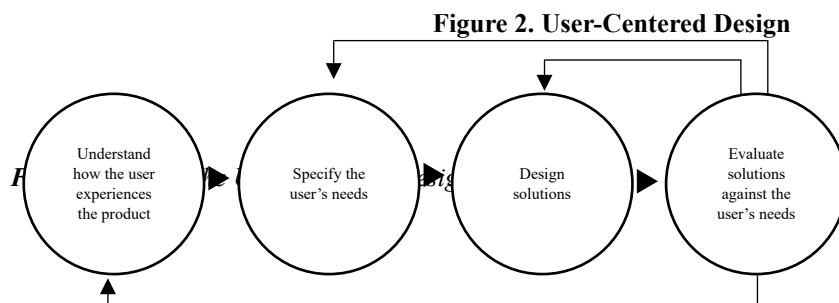 Figure 2. User-Centered Design
Understand
how the user
experiences
the product
Specify the
user's needs
Design
solutions
Evaluate
solutions
against the
user's needs